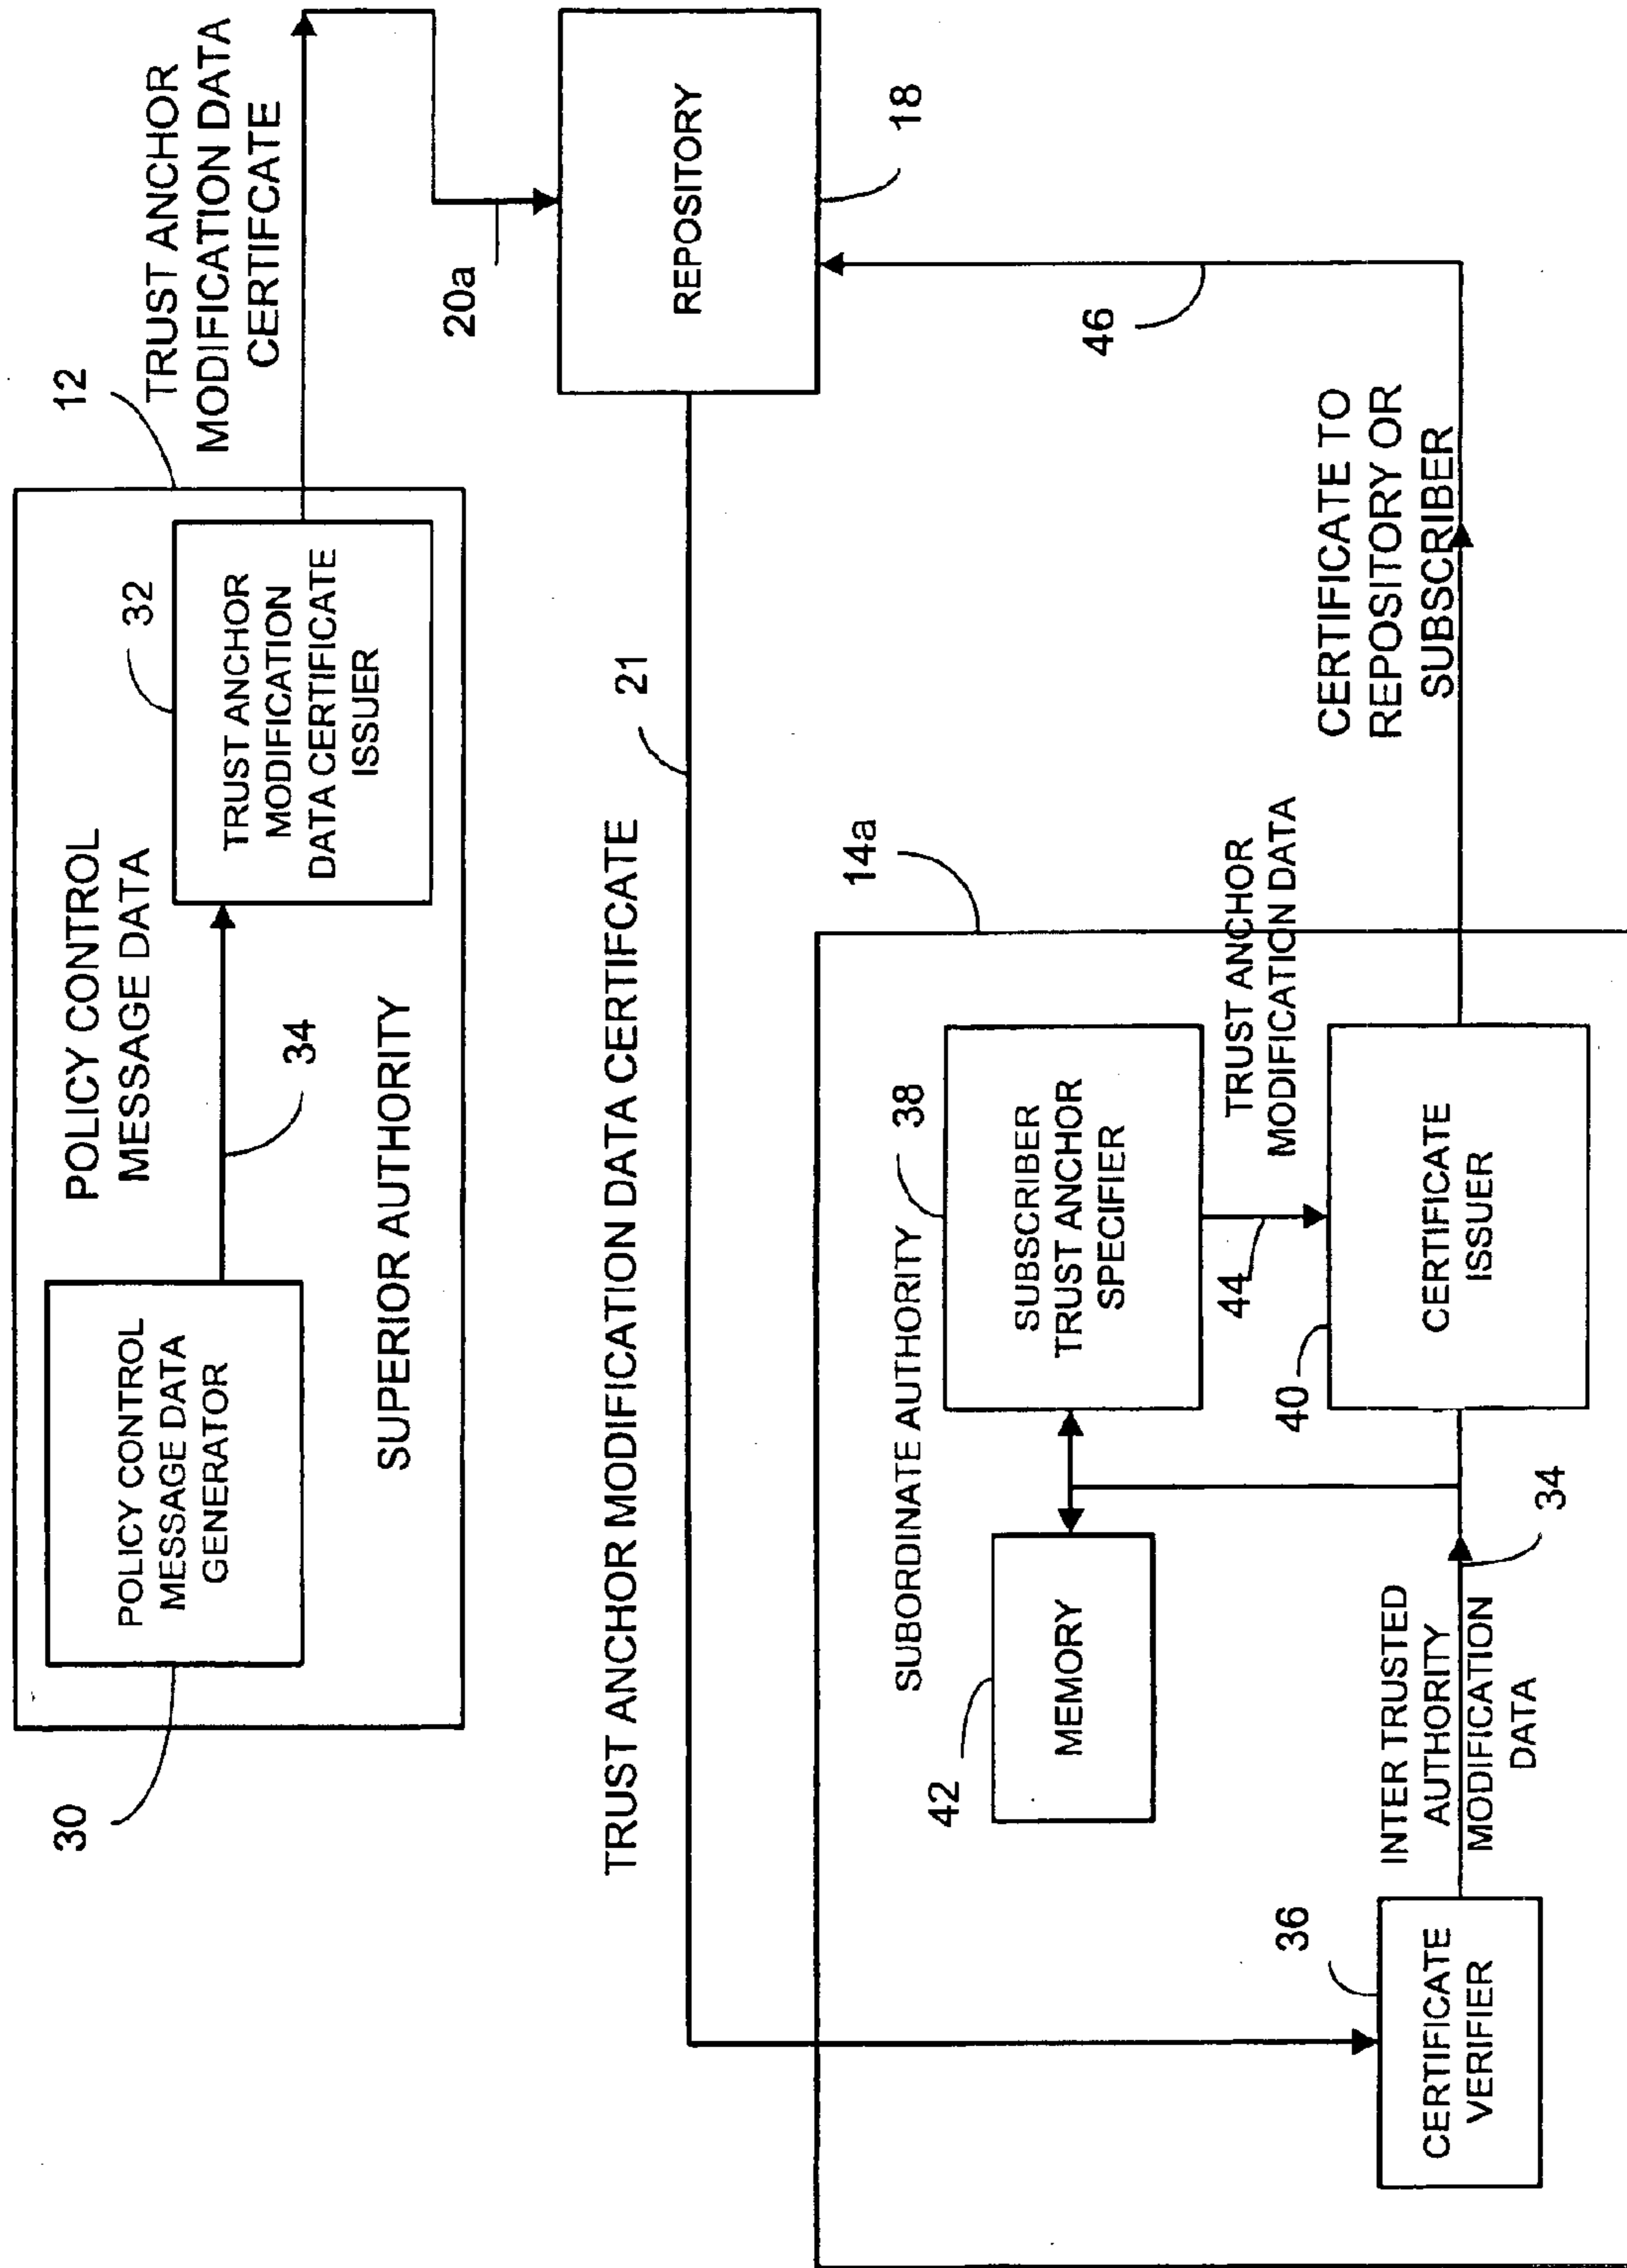 30
POLICY CONTROL
MESSAGE DATA
GENERATOR
POLICY CONTROL
MESSAGE DATA
34
32
TRUST ANCHOR
MODIFICATION
DATA CERTIFICATE
ISSUER
SUPERIOR AUTHORITY
12
TRUST ANCHOR
MODIFICATION DATA
CERTIFCATE
20a
REPOSITORY
18
TRUST ANCHOR MODIFICATION DATA CERTIFCATE
21
14a
SUBORDINATE AUTHORITY
42
MEMORY
38
SUBSCRIBER
TRUST ANCHOR
SPECIFIER
44
TRUST ANCHOR
MODIFICATION DATA
36
CERTIFICATE
VERIFIER
INTER TRUSTED
AUTHORITY
MODIFICATION
DATA
34
40
CERTIFICATE
ISSUER
CERTIFICATE TO
REPOSITORY OR
SUBSCRIBER
46